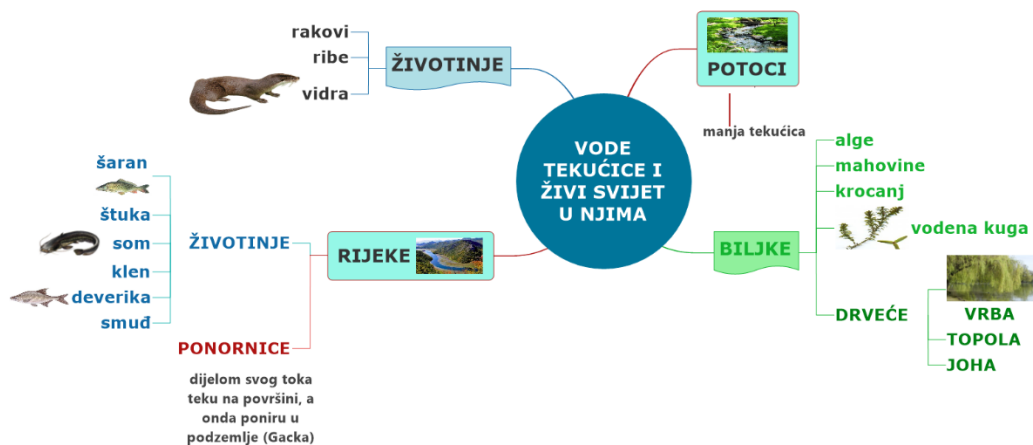 VODE
TEKUĆICE I
ŽIVI SVIJET
U NJIMA
POTOCI
manja tekućica
BILJKE
alge
mahovine
krocanj
vodena kuga
DRVEĆE
VRBA
TOPOLA
JOHA
RIJEKE
ŽIVOTINJE
šaran
štuka
som
klen
deverika
smuđ
PONORNICE
dijelom svog toka
teku na površini, a
onda poniru u
podzemlje (Gacka)
ŽIVOTINJE
rakovi
ribe
vidra